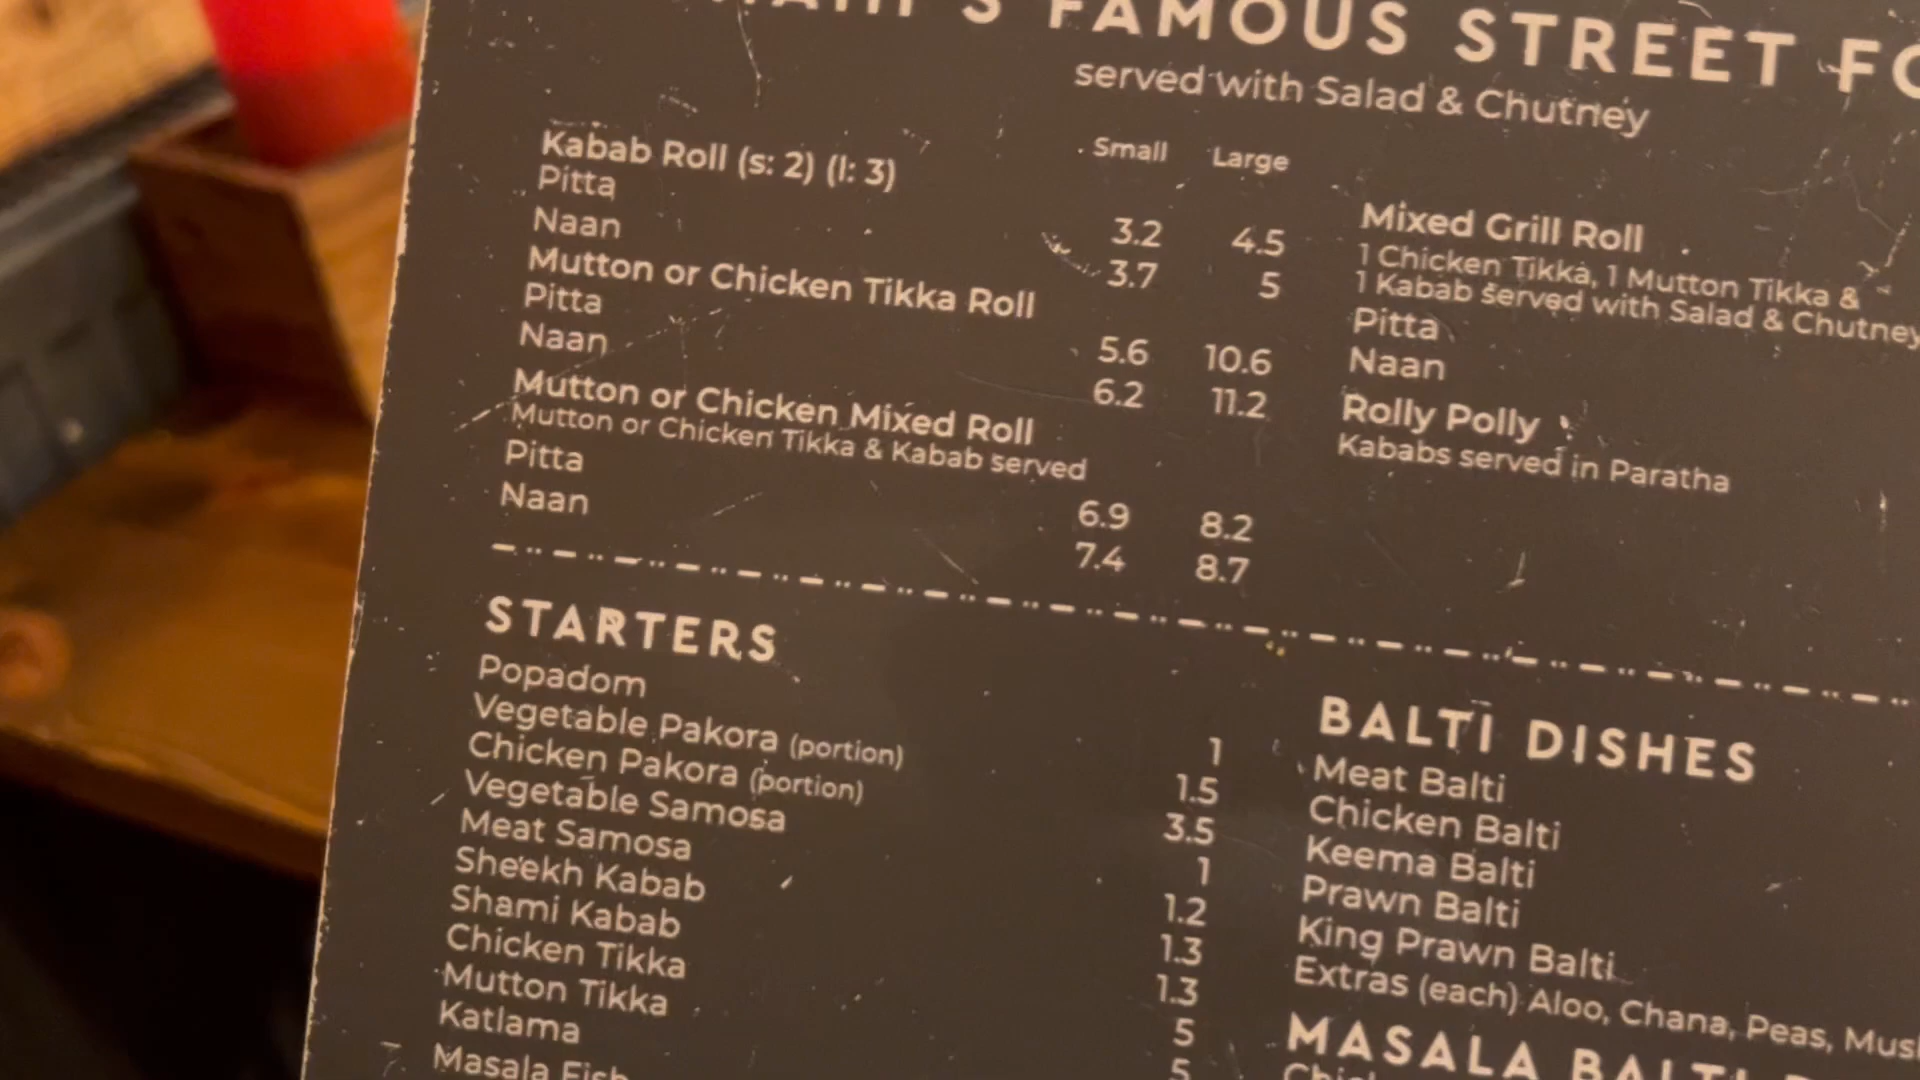 'S FAMOUS STREET
served with Salad & Chutney
Small Large
Kabab Roll (s: 2) (l: 3)
Pitta 3.2 4.5
Naan 3.7 5
Mutton or Chicken Tikka Roll
Pitta 5.6 10.6
Naan 6.2 11.2
Mutton or Chicken Mixed Roll
Mutton or Chicken Tikka & Kabab served
Pitta 6.9 8.2
Naan 7.4 8.7
Mixed Grill Roll
1 Chicken Tikka, 1 Mutton Tikka &
1 Kabab served with Salad & Chutney
Pitta
Naan
Rolly Polly
Kababs served in Paratha
STARTERS
Popadom 1
Vegetable Pakora (portion) 1.5
Chicken Pakora (portion) 3.5
Vegetable Samosa 1
Meat Samosa 1.2
Sheekh Kabab 1.3
Shami Kabab 1.3
Chicken Tikka 5
Mutton Tikka 5
Katlama
Masala Fish
BALTI DISHES
Meat Balti
Chicken Balti
Keema Balti
Prawn Balti
King Prawn Balti
Extras (each) Aloo, Chana, Peas,
MASALA BALTI